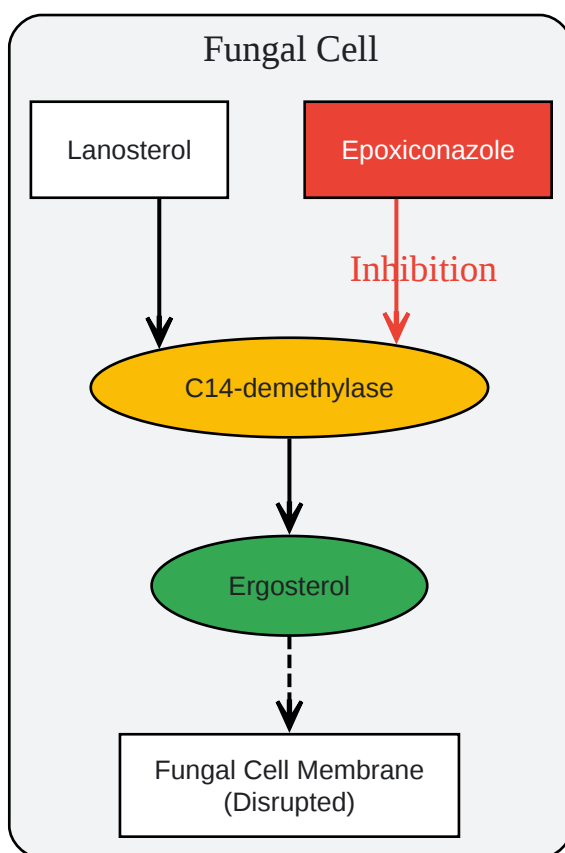 Fungal Cell
Lanosterol
Epoxiconazole
Inhibition
C14-demethylase
Ergosterol
Fungal Cell Membrane
(Disrupted)